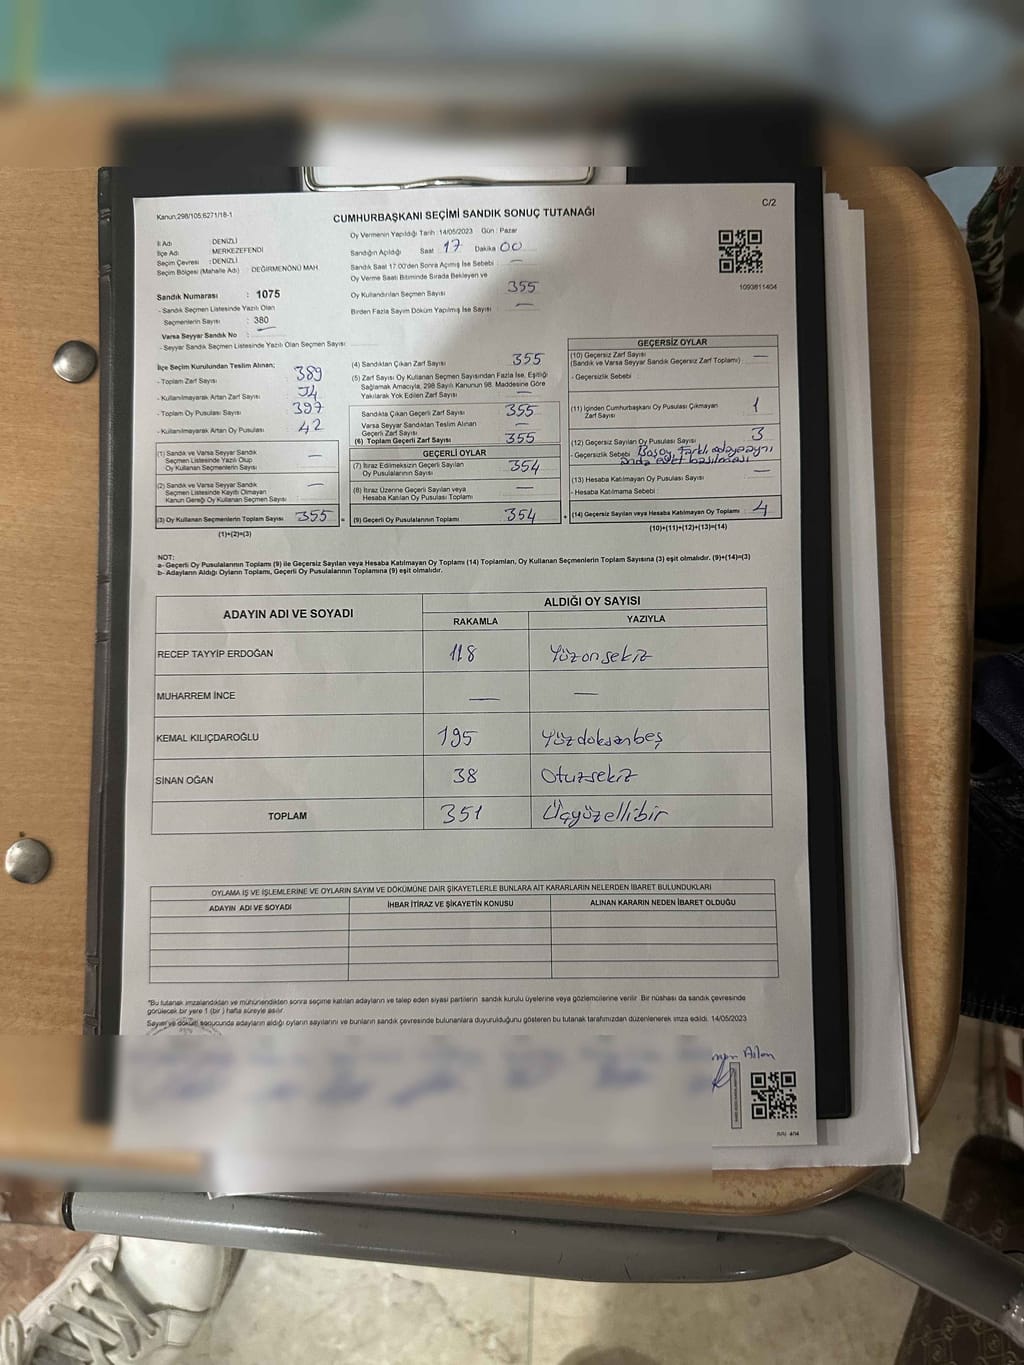 Kanun,298/105;6271/18-1
C/2
CUMHURBAŞKANI SEÇİMİ SANDIK SONUÇ TUTANAĞI
İl Adı : DENİZLİ
İlçe Adı : MERKEZEFENDİ
Seçim Çevresi : DENİZLİ
Seçim Bölgesi (Mahalle Adı) : DEĞİRMENÖNÜ MAH.
Sandık Numarası : 1075
- Sandık Seçmen Listesinde Yazılı Olan
Seçmenlerin Sayısı : 380
Varsa Seyyar Sandık No : —
- Seyyar Sandık Seçmen Listesinde Yazılı Olan Seçmen Sayısı:
Oy Vermenin Yapıldığı Tarih : 14/05/2023 Gün : Pazar
Sandığın Açıldığı Saat 17 Dakika 00
Sandık Saat 17:00'den Sonra Açılmış İse Sebebi : —
Oy Verme Saati Bitiminde Sırada Bekleyen ve
Oy Kullandırılan Seçmen Sayısı 355
Birden Fazla Sayım Döküm Yapılmış İse Sayısı : —
1093811404
İlçe Seçim Kurulundan Teslim Alınan;
- Toplam Zarf Sayısı : 389
- Kullanılmayarak Artan Zarf Sayısı : 34
- Toplam Oy Pusulası Sayısı : 397
- Kullanılmayarak Artan Oy Pusulası : 42
(1) Sandık ve Varsa Seyyar Sandık
Seçmen Listesinde Yazılı Olup
Oy Kullanan Seçmenlerin Sayısı : —
(2) Sandık ve Varsa Seyyar Sandık
Seçmen Listesinde Kayıtlı Olmayan
Kanun Gereği Oy Kullanan Seçmen Sayısı : —
(3) Oy Kullanan Seçmenlerin Toplam Sayısı : 355 =
(1)+(2)=(3)
(4) Sandıktan Çıkan Zarf Sayısı : 355
(5) Zarf Sayısı Oy Kullanan Seçmen Sayısından Fazla İse, Eşitliği
Sağlamak Amacıyla, 298 Sayılı Kanunun 98. Maddesine Göre
Yakılarak Yok Edilen Zarf Sayısı : —
Sandıkta Çıkan Geçerli Zarf Sayısı : 355
Varsa Seyyar Sandıktan Teslim Alınan
Geçerli Zarf Sayısı : —
(6) Toplam Geçerli Zarf Sayısı : 355
GEÇERLİ OYLAR
(7) İtiraz Edilmeksizin Geçerli Sayılan
Oy Pusulalarının Sayısı : 354
(8) İtiraz Üzerine Geçerli Sayılan veya
Hesaba Katılan Oy Pusulası Toplamı : —
(9) Geçerli Oy Pusulalarının Toplamı : 354 +
GEÇERSİZ OYLAR
(10) Geçersiz Zarf Sayısı
(Sandık ve Varsa Seyyar Sandık Geçersiz Zarf Toplamı) : —
- Geçersizlik Sebebi :
(11) İçinden Cumhurbaşkanı Oy Pusulası Çıkmayan
Zarf Sayısı : 1
(12) Geçersiz Sayılan Oy Pusulası Sayısı : 3
- Geçersizlik Sebebi : Boş oy, farklı adaya aynı
anda evet basılması
(13) Hesaba Katılmayan Oy Pusulası Sayısı : —
- Hesaba Katılmama Sebebi :
(14) Geçersiz Sayılan veya Hesaba Katılmayan Oy Toplamı : 4
(10)+(11)+(12)+(13)=(14)
NOT:
a- Geçerli Oy Pusulalarının Toplamı (9) ile Geçersiz Sayılan veya Hesaba Katılmayan Oy Toplamı (14) Toplamları, Oy Kullanan Seçmenlerin Toplam Sayısına (3) eşit olmalıdır. (9)+(14)=(3)
b- Adayların Aldığı Oyların Toplamı, Geçerli Oy Pusulalarının Toplamına (9) eşit olmalıdır.
ADAYIN ADI VE SOYADI ALDIĞI OY SAYISI
RAKAMLA YAZIYLA
RECEP TAYYİP ERDOĞAN 118 Yüzonsekiz
MUHARREM İNCE — —
KEMAL KILIÇDAROĞLU 195 Yüzdoksanbeş
SİNAN OĞAN 38 Otuzsekiz
TOPLAM 351 Üçyüzellibir
OYLAMA İŞ VE İŞLEMLERİNE VE OYLARIN SAYIM VE DÖKÜMÜNE DAİR ŞİKAYETLERLE BUNLARA AİT KARARLARIN NELERDEN İBARET BULUNDUKLARI
ADAYIN ADI VE SOYADI İHBAR İTİRAZ VE ŞİKAYETİN KONUSU ALINAN KARARIN NEDEN İBARET OLDUĞU
*Bu tutanak imzalandıktan ve mühürlendikten sonra seçime katılan adayların ve talep eden siyasi partilerin sandık kurulu üyelerine veya gözlemcilerine verilir. Bir nüshası da sandık çevresinde
görülecek bir yere 1 (bir) hafta süreyle asılır.
Sayım ve döküm sonucunda adayların aldığı oyların sayılarını ve bunların sandık çevresinde bulunanlara duyurulduğunu gösteren bu tutanak tarafımızdan düzenlenerek imza edildi. 14/05/2023